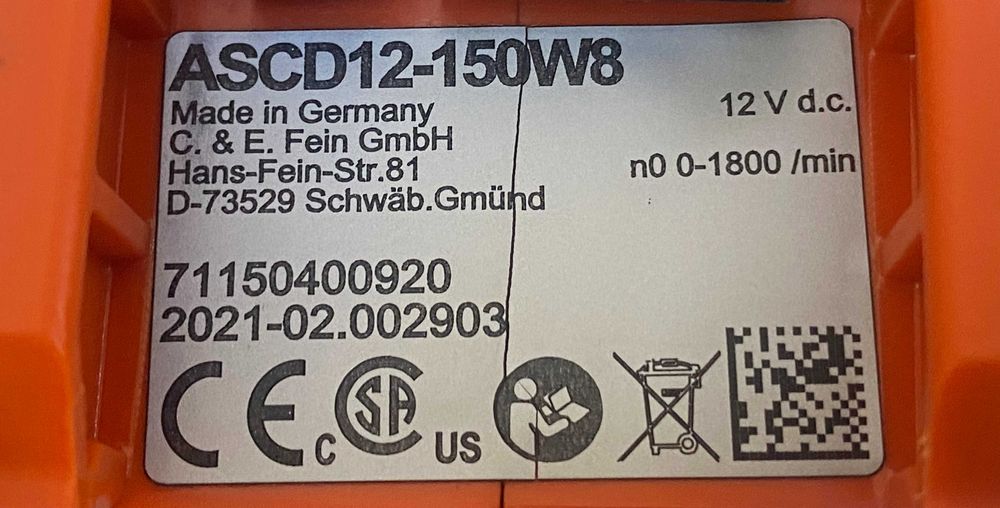 ASCD12-150W8
Made in Germany
C. & E. Fein GmbH
Hans-Fein-Str.81
D-73529 Schwäb.Gmünd
12 V d.c.
n0 0-1800 /min
71150400920
2021-02.002903
CE C SA US